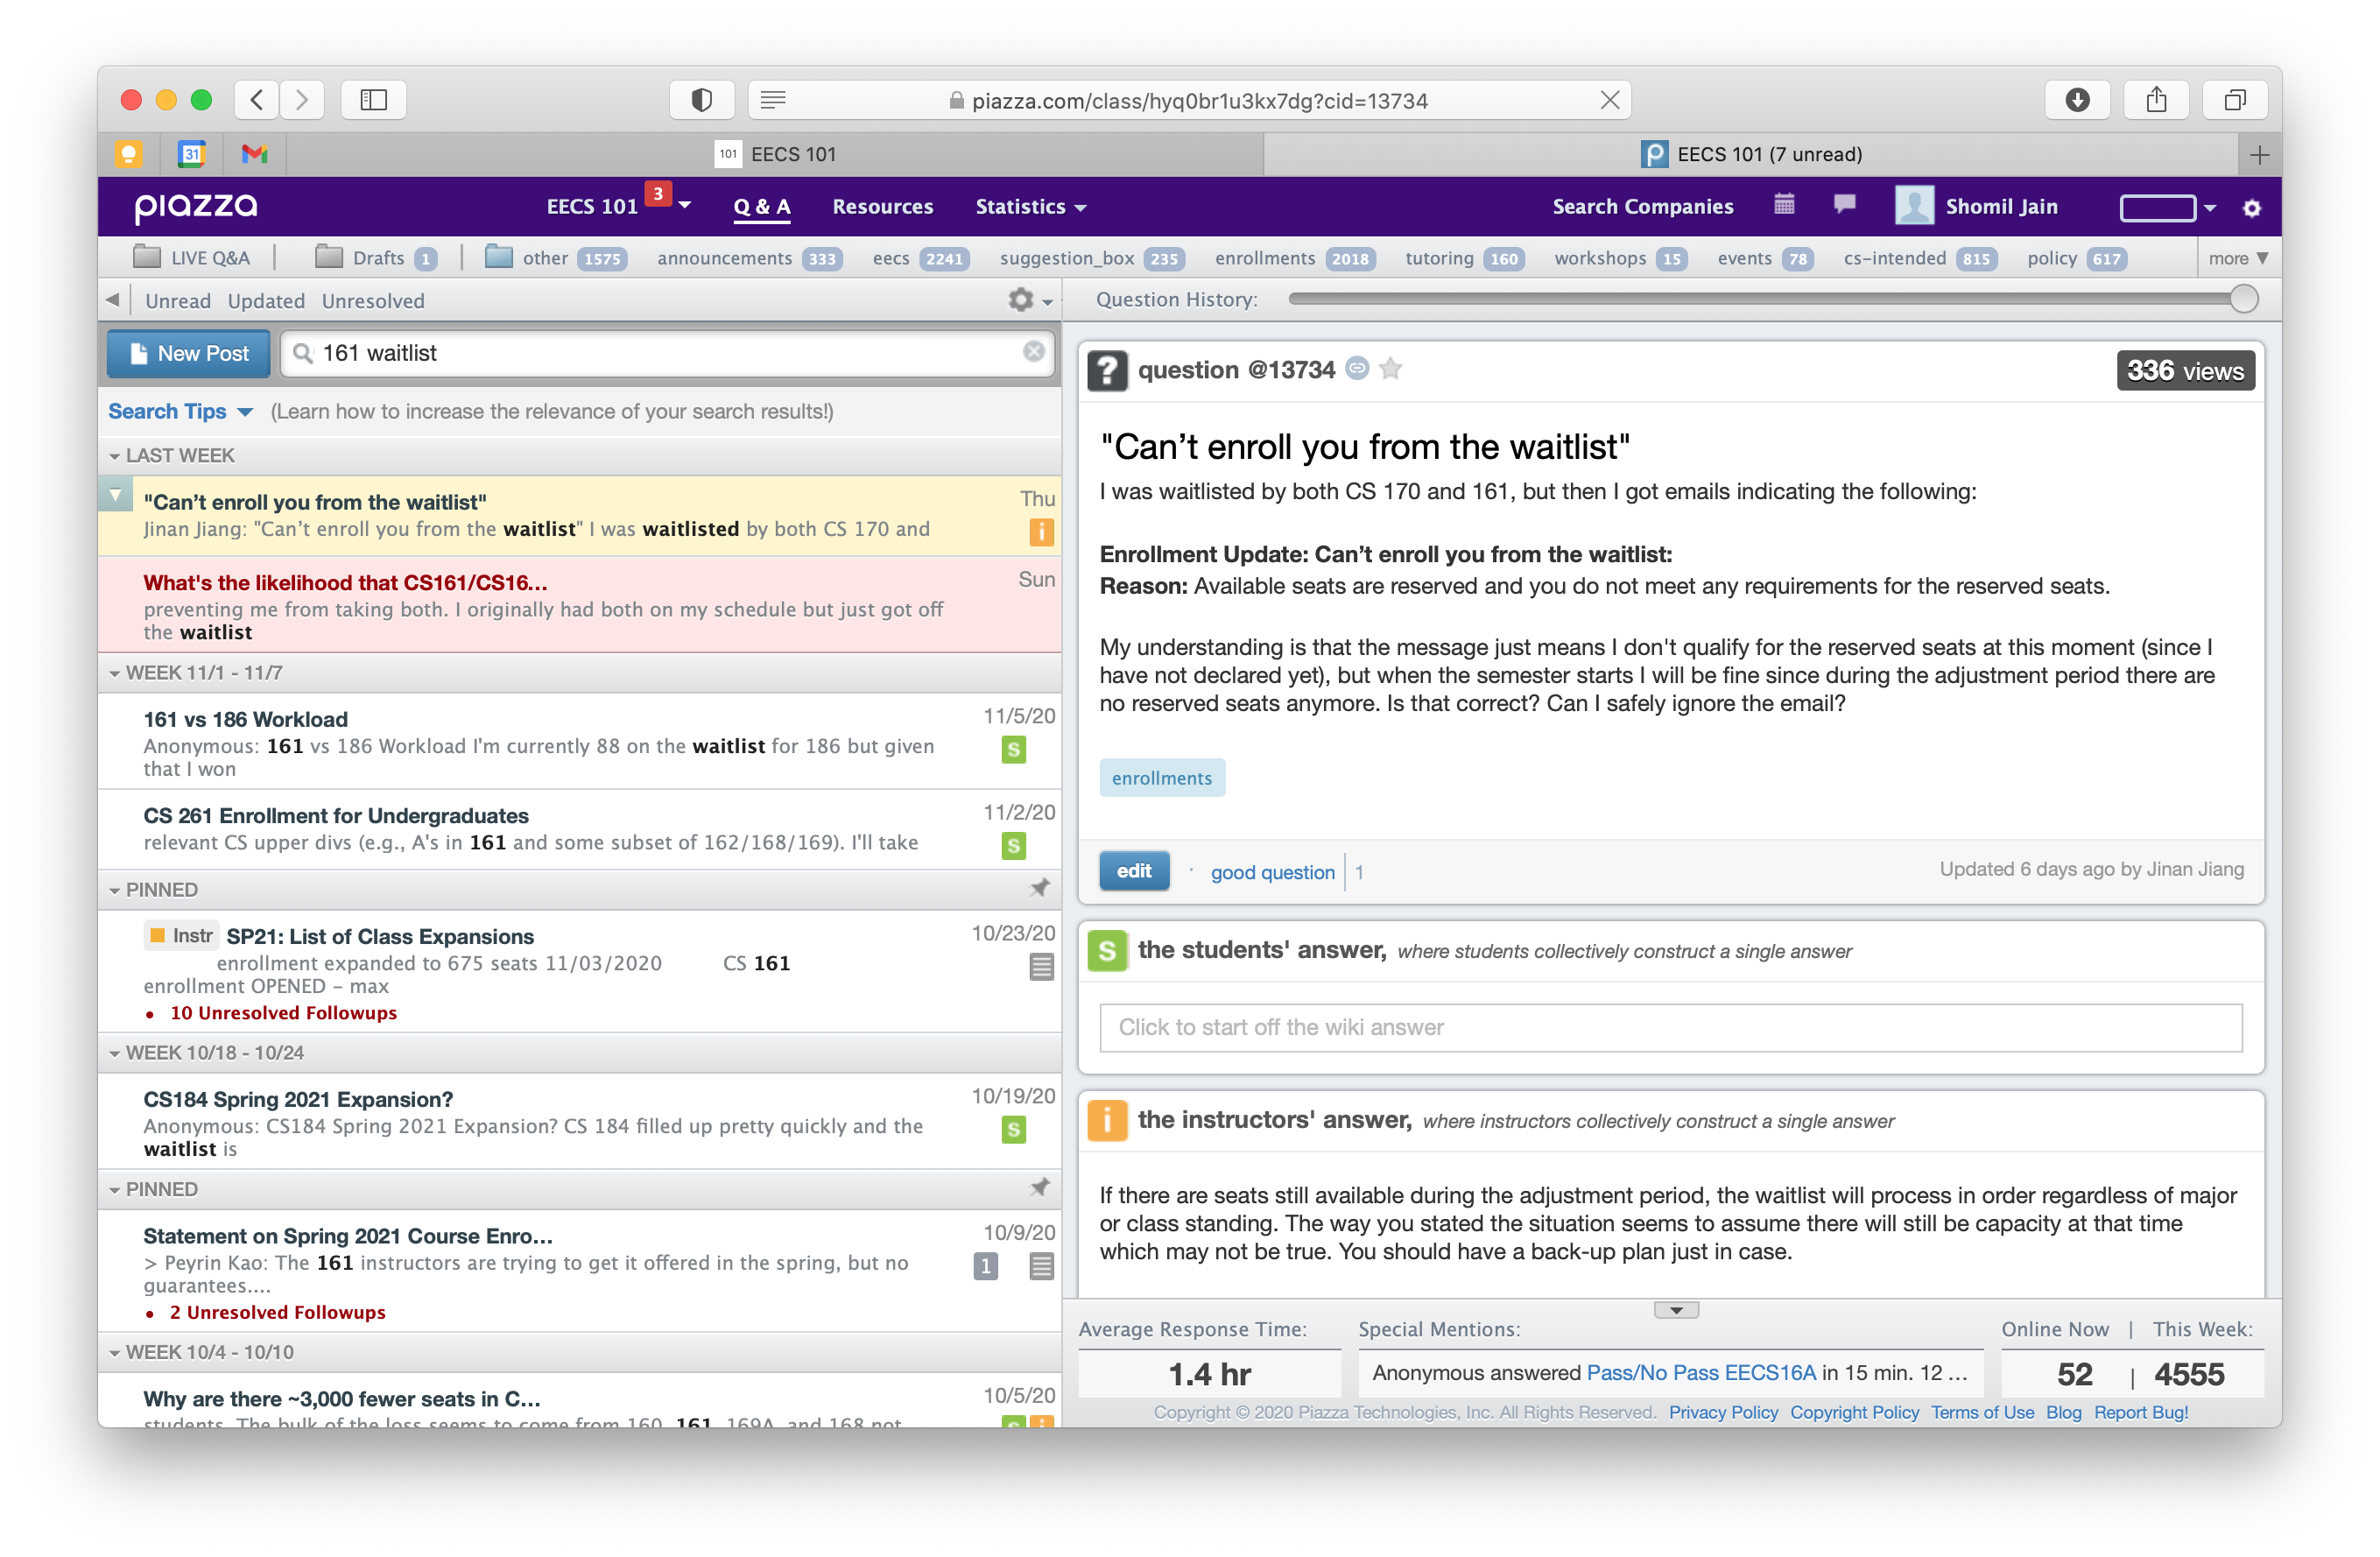 piazza.com/class/hyq0br1u3kx7dg?cid=13734
31
101 EECS 101
EECS 101 (7 unread)
piazza
EECS 101 3
Q & A
Resources
Statistics
Search Companies
Shomil Jain
LIVE Q&A
Drafts 1
other 1575
announcements 333
eecs 2241
suggestion_box 235
enrollments 2018
tutoring 160
workshops 15
events 78
cs-intended 815
policy 617
more
Unread Updated Unresolved
New Post
161 waitlist
Search Tips (Learn how to increase the relevance of your search results!)
LAST WEEK
"Can’t enroll you from the waitlist" Thu
Jinan Jiang: "Can’t enroll you from the waitlist" I was waitlisted by both CS 170 and
i
What's the likelihood that CS161/CS16... Sun
preventing me from taking both. I originally had both on my schedule but just got off
the waitlist
WEEK 11/1 - 11/7
161 vs 186 Workload 11/5/20
Anonymous: 161 vs 186 Workload I'm currently 88 on the waitlist for 186 but given
that I won
S
CS 261 Enrollment for Undergraduates 11/2/20
relevant CS upper divs (e.g., A's in 161 and some subset of 162/168/169). I'll take
S
PINNED
Instr SP21: List of Class Expansions 10/23/20
enrollment expanded to 675 seats 11/03/2020 CS 161
enrollment OPENED – max
• 10 Unresolved Followups
WEEK 10/18 - 10/24
CS184 Spring 2021 Expansion? 10/19/20
Anonymous: CS184 Spring 2021 Expansion? CS 184 filled up pretty quickly and the
waitlist is
S
PINNED
Statement on Spring 2021 Course Enro... 10/9/20
> Peyrin Kao: The 161 instructors are trying to get it offered in the spring, but no
guarantees....
1
• 2 Unresolved Followups
WEEK 10/4 - 10/10
Why are there ~3,000 fewer seats in C... 10/5/20
students. The bulk of the loss seems to come from 160, 161, 169A, and 168 not
Question History:
? question @13734
336 views
"Can’t enroll you from the waitlist"
I was waitlisted by both CS 170 and 161, but then I got emails indicating the following:
Enrollment Update: Can’t enroll you from the waitlist:
Reason: Available seats are reserved and you do not meet any requirements for the reserved seats.
My understanding is that the message just means I don't qualify for the reserved seats at this moment (since I
have not declared yet), but when the semester starts I will be fine since during the adjustment period there are
no reserved seats anymore. Is that correct? Can I safely ignore the email?
enrollments
edit · good question 1
Updated 6 days ago by Jinan Jiang
S the students' answer, where students collectively construct a single answer
Click to start off the wiki answer
i the instructors' answer, where instructors collectively construct a single answer
If there are seats still available during the adjustment period, the waitlist will process in order regardless of major
or class standing. The way you stated the situation seems to assume there will still be capacity at that time
which may not be true. You should have a back-up plan just in case.
Average Response Time:
1.4 hr
Special Mentions:
Anonymous answered Pass/No Pass EECS16A in 15 min. 12 ...
Online Now | This Week:
52 | 4555
Copyright © 2020 Piazza Technologies, Inc. All Rights Reserved. Privacy Policy Copyright Policy Terms of Use Blog Report Bug!